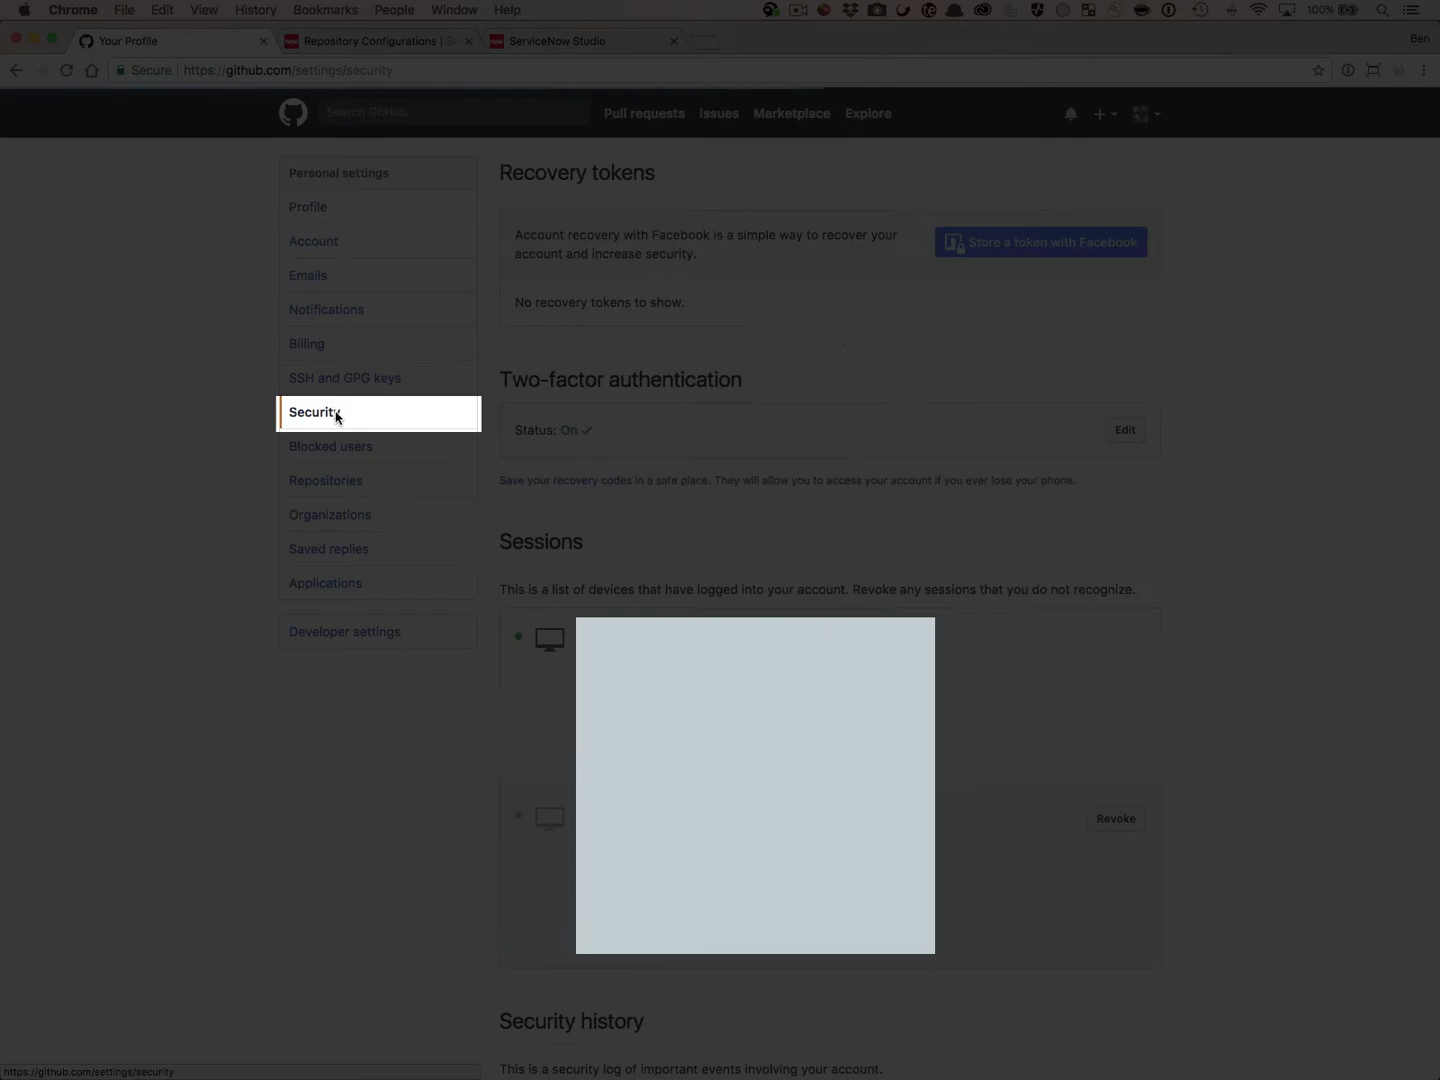 Chrome File Edit View History Bookmarks People Window Help 100%
Your Profile Repository Configurations ServiceNow Studio Ben
Secure https://github.com/settings/security
Search GitHub Pull requests Issues Marketplace Explore
Personal settings
Profile
Account
Emails
Notifications
Billing
SSH and GPG keys
Security
Blocked users
Repositories
Organizations
Saved replies
Applications
Developer settings
Recovery tokens
Account recovery with Facebook is a simple way to recover your
account and increase security.
Store a token with Facebook
No recovery tokens to show.
Two-factor authentication
Status: On ✓
Edit
Save your recovery codes in a safe place. They will allow you to access your account if you ever lose your phone.
Sessions
This is a list of devices that have logged into your account. Revoke any sessions that you do not recognize.
Revoke
Security history
This is a security log of important events involving your account.
https://github.com/settings/security